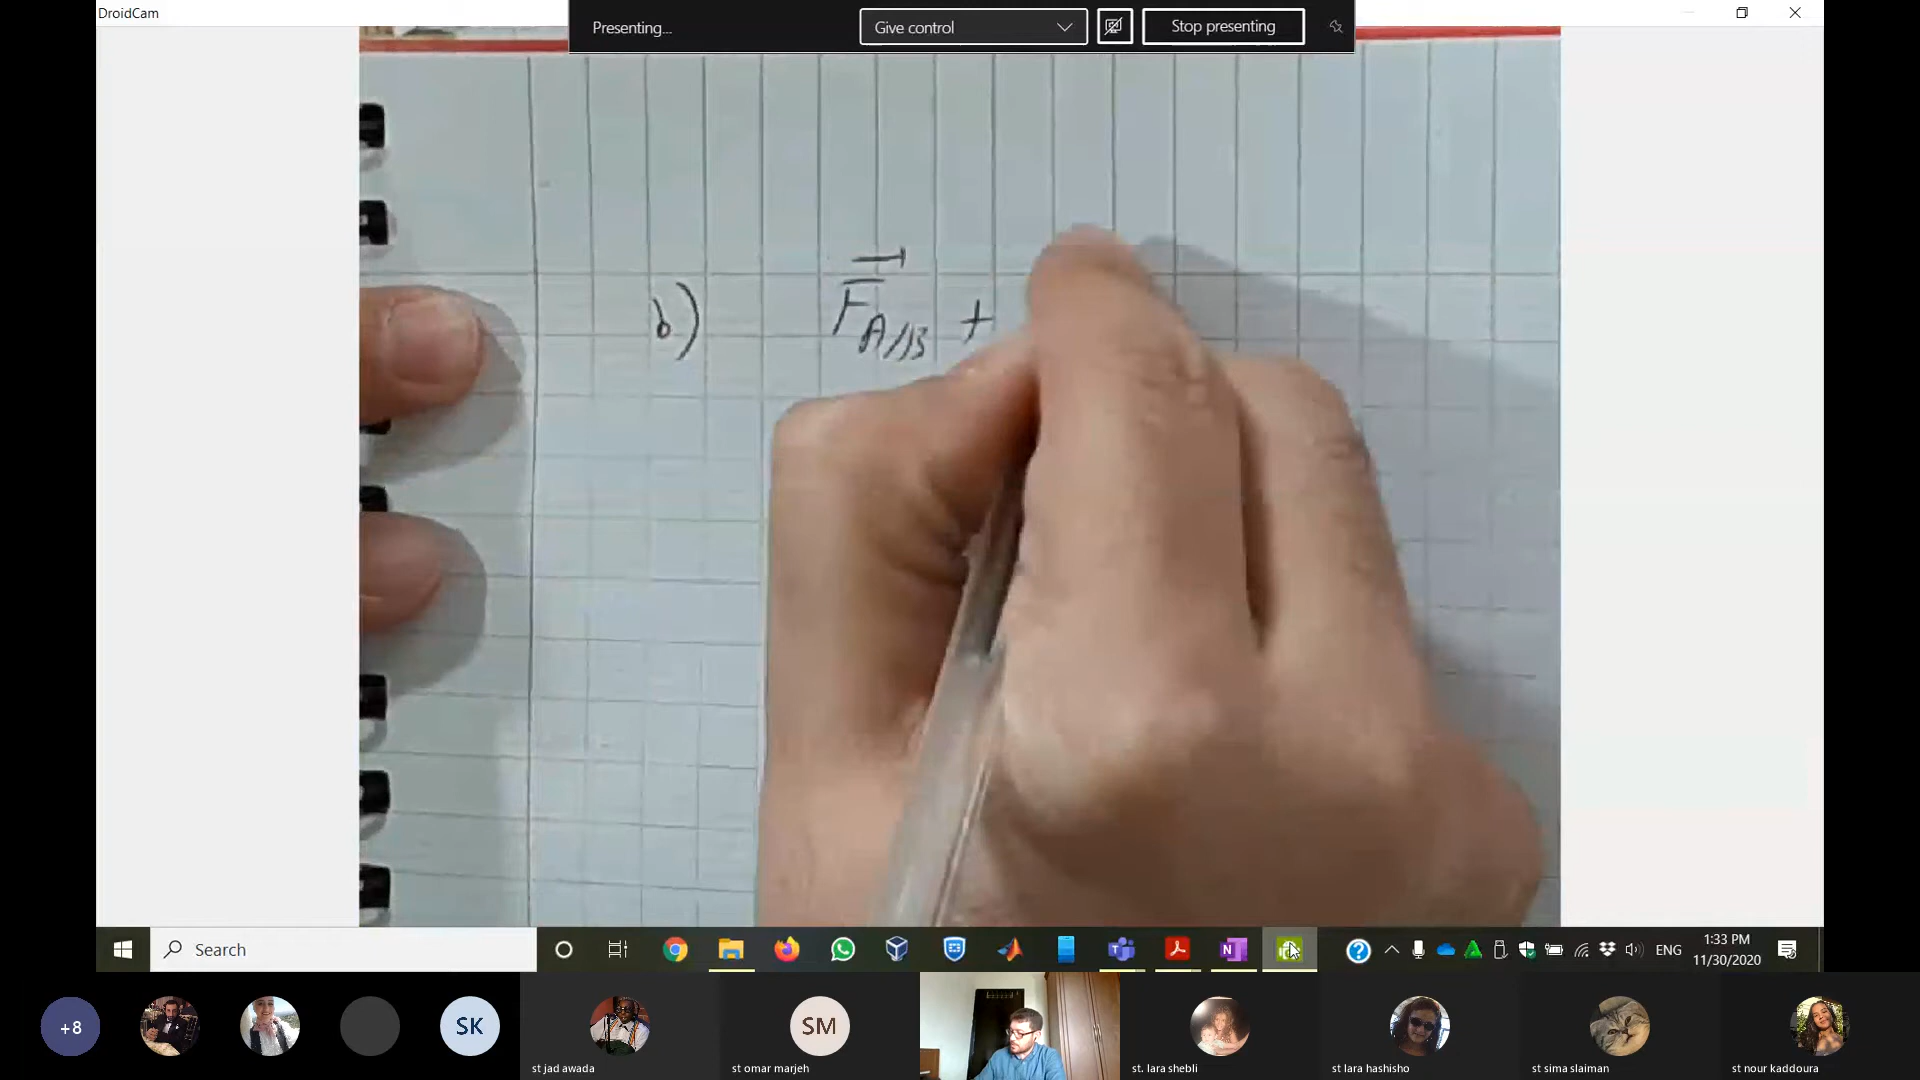 DroidCam
Presenting...
Give control
Stop presenting
b) F⃗A/B +
Search
ENG
1:33 PM
11/30/2020
+8
SK
st jad awada
SM
st omar marjeh
st. lara shebli
st lara hashisho
st sima slaiman
st nour kaddoura